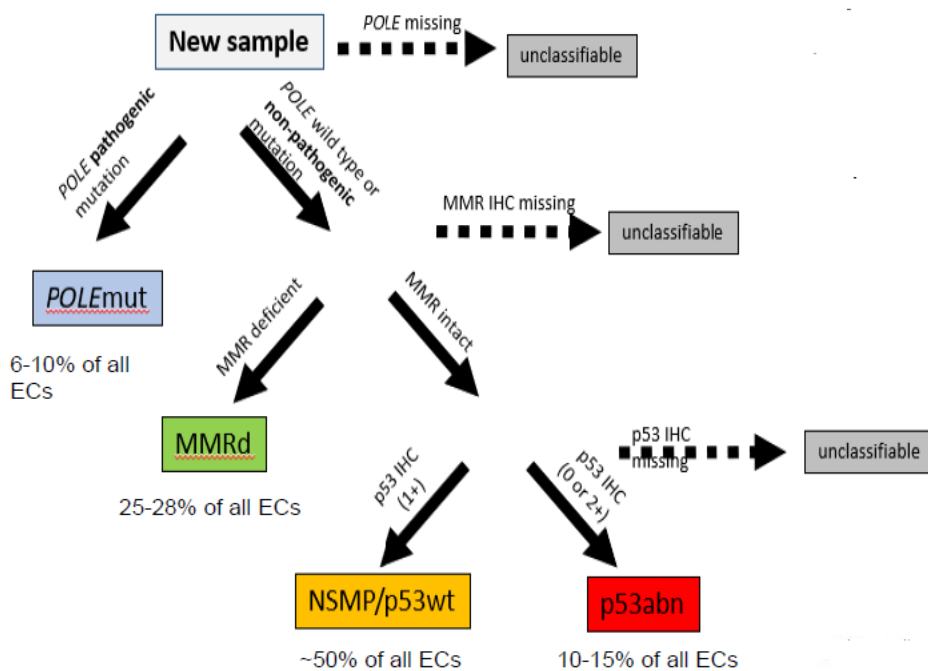 New sample
POLE missing
unclassifiable
POLE pathogenic
mutation
POLE wild type or
non-pathogenic
mutation
MMR IHC missing
unclassifiable
POLEmut
6-10% of all
ECs
MMR deficient
MMR intact
MMRd
25-28% of all ECs
p53 IHC
missing
unclassifiable
p53 IHC
(1+)
p53 IHC
(0 or 2+)
NSMP/p53wt
~50% of all ECs
p53abn
10-15% of all ECs